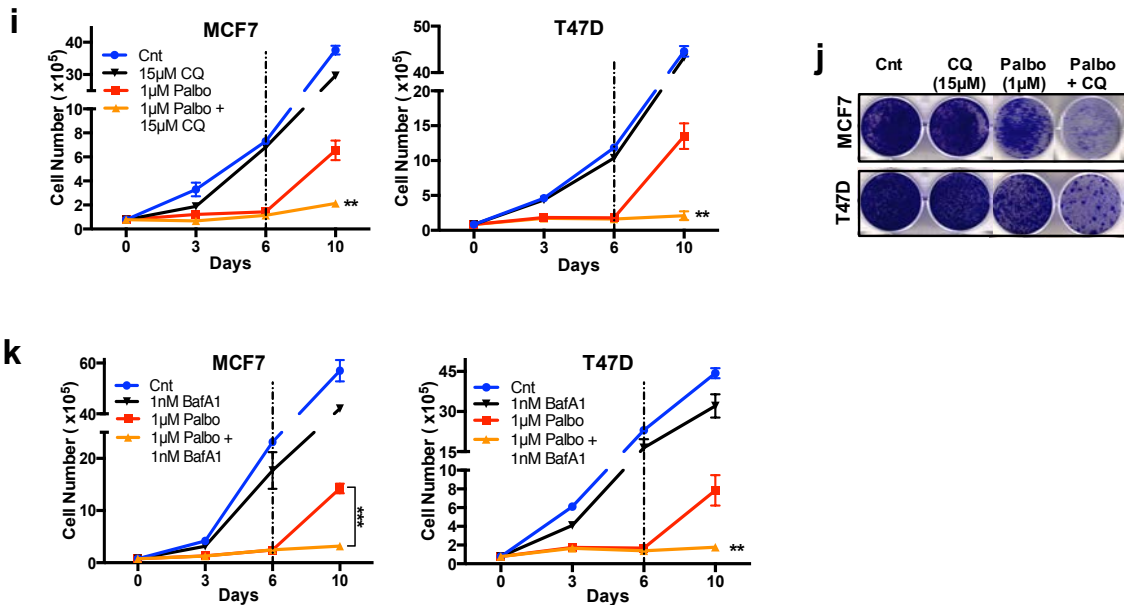 i
MCF7
Cell Number ( x10⁵)
40
30
8
6
4
2
0
Cnt
15µM CQ
1µM Palbo
1µM Palbo +
15µM CQ
**
0 3 6 10
Days
T47D
Cell Number ( x10⁵)
50
40
20
15
10
5
0
**
0 3 6 10
Days
j
Cnt CQ (15µM) Palbo (1µM) Palbo + CQ
MCF7
T47D
k
MCF7
Cell Number ( x10⁵)
60
40
20
10
0
Cnt
1nM BafA1
1µM Palbo
1µM Palbo +
1nM BafA1
***
0 3 6 10
Days
T47D
Cell Number ( x10⁵)
45
30
15
10
8
6
4
2
0
Cnt
1nM BafA1
1µM Palbo
1µM Palbo +
1nM BafA1
**
0 3 6 10
Days